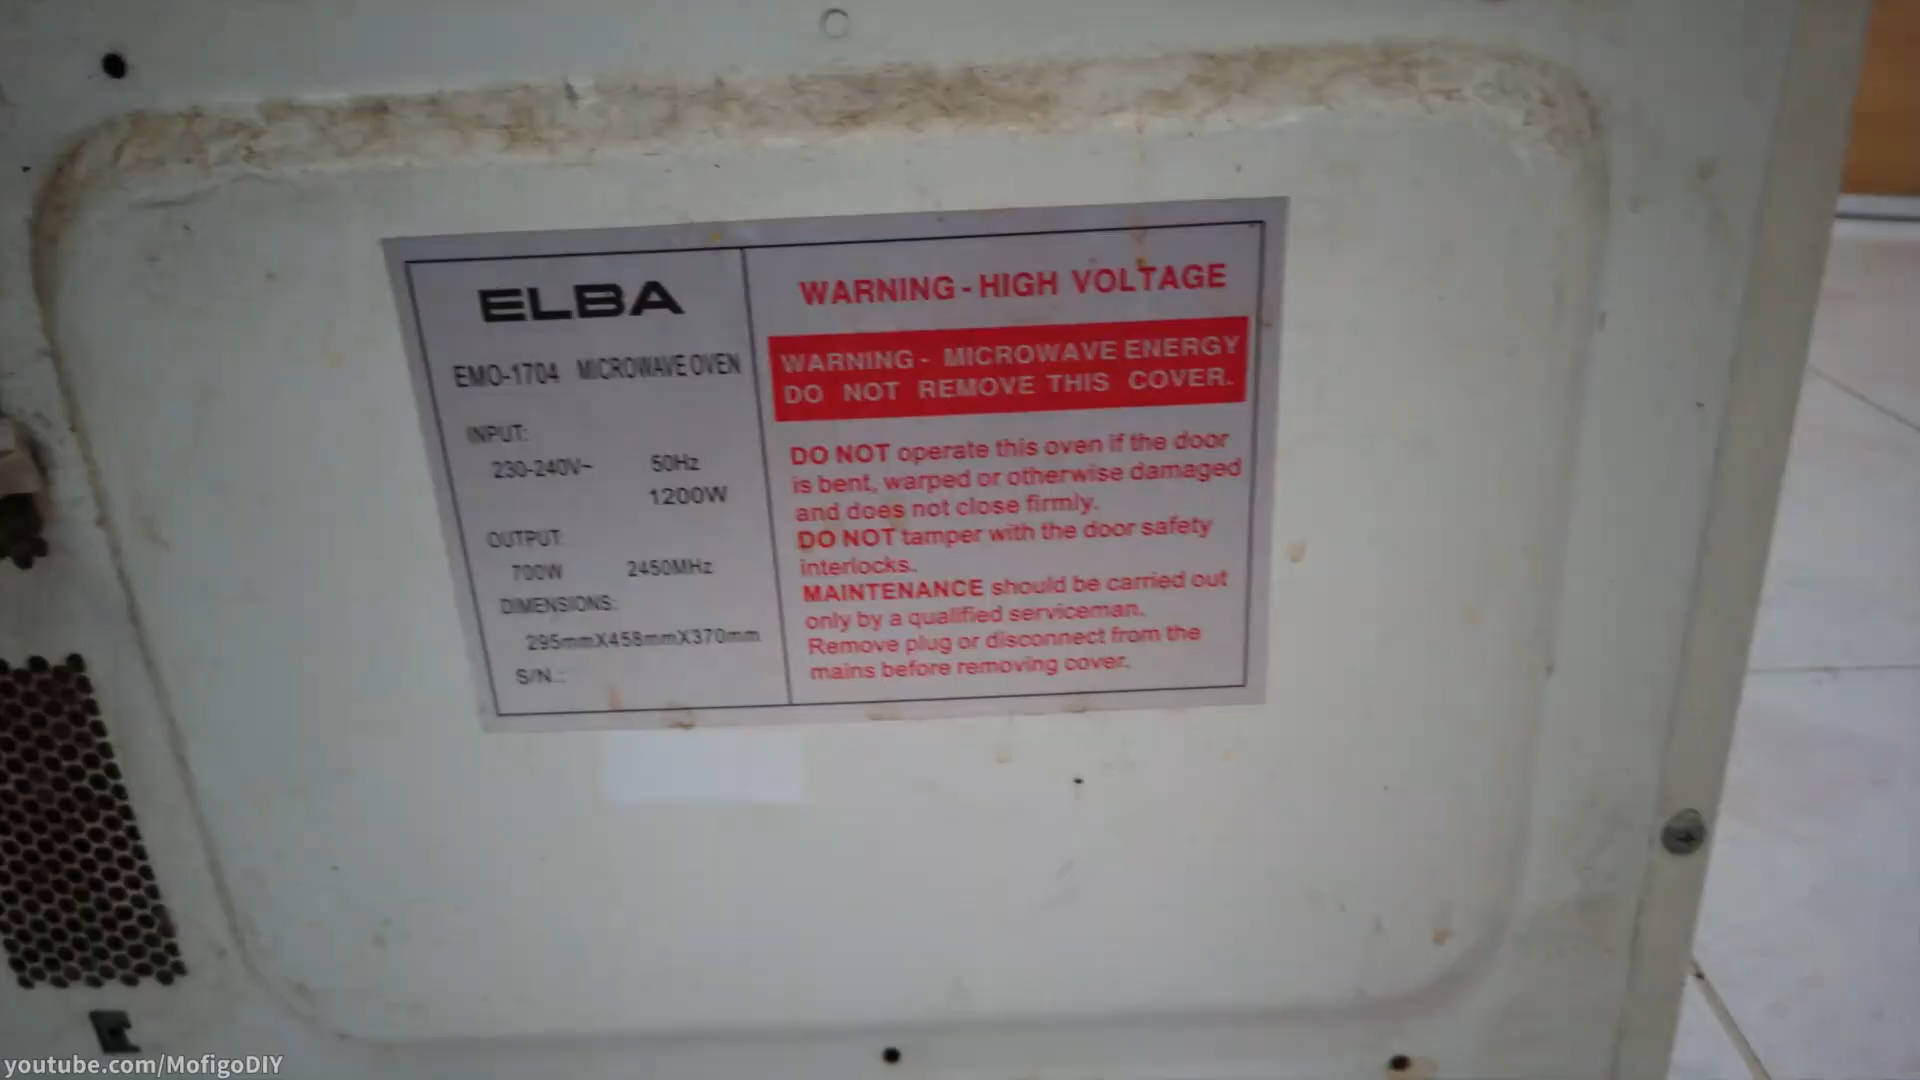 ELBA
EMO-1704 MICROWAVE OVEN
INPUT:
230-240V~ 50Hz
1200W
OUTPUT:
700W 2450MHz
DIMENSIONS:
295mmX458mmX370mm
S/N.:
WARNING - HIGH VOLTAGE
WARNING - MICROWAVE ENERGY
DO NOT REMOVE THIS COVER.
DO NOT operate this oven if the door
is bent, warped or otherwise damaged
and does not close firmly.
DO NOT tamper with the door safety
interlocks.
MAINTENANCE should be carried out
only by a qualified serviceman.
Remove plug or disconnect from the
mains before removing cover.
youtube.com/MofigoDIY